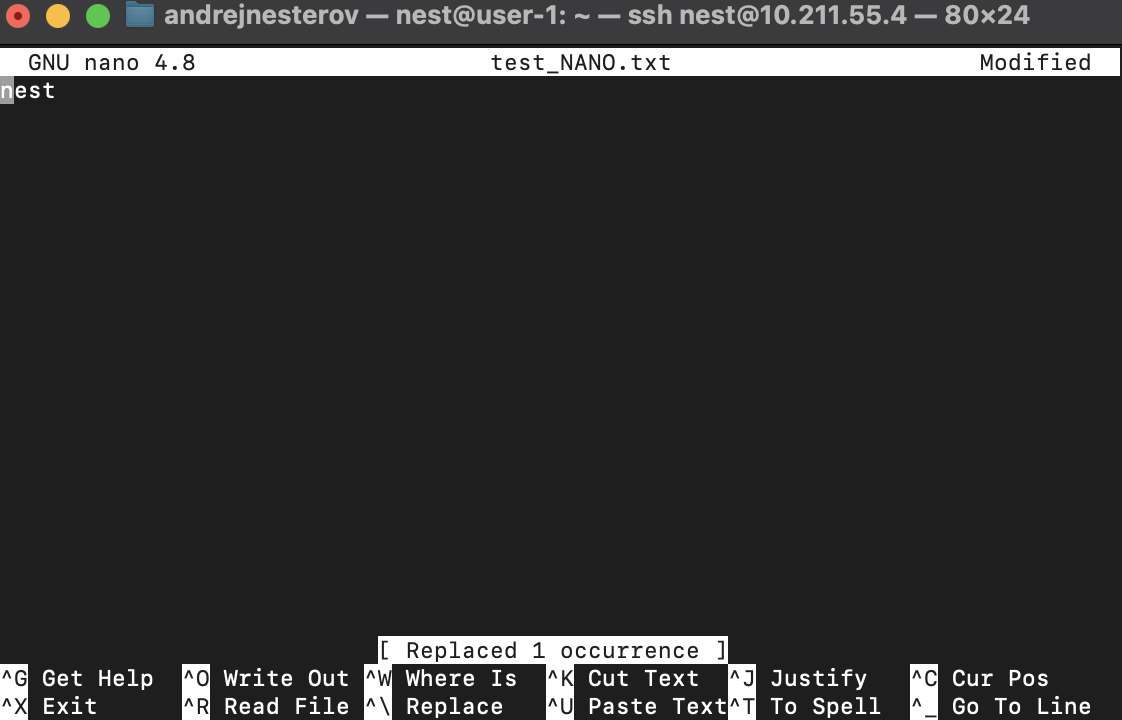 andrejnesterov — nest@user-1: ~ — ssh nest@10.211.55.4 — 80×24
GNU nano 4.8 test_NANO.txt Modified
nest
[ Replaced 1 occurrence ]
^G Get Help ^O Write Out ^W Where Is ^K Cut Text ^J Justify ^C Cur Pos
^X Exit ^R Read File ^\ Replace ^U Paste Text ^T To Spell ^_ Go To Line